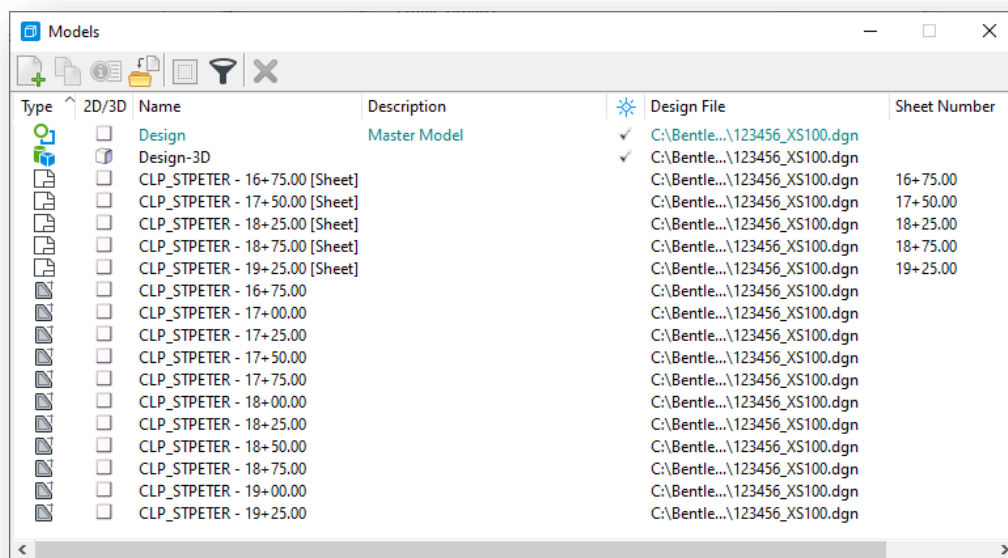 Models
Type 2D/3D Name Description Design File Sheet Number
Design Master Model C:\Bentle...\123456_XS100.dgn
Design-3D C:\Bentle...\123456_XS100.dgn
CLP_STPETER - 16+75.00 [Sheet] C:\Bentle...\123456_XS100.dgn 16+75.00
CLP_STPETER - 17+50.00 [Sheet] C:\Bentle...\123456_XS100.dgn 17+50.00
CLP_STPETER - 18+25.00 [Sheet] C:\Bentle...\123456_XS100.dgn 18+25.00
CLP_STPETER - 18+75.00 [Sheet] C:\Bentle...\123456_XS100.dgn 18+75.00
CLP_STPETER - 19+25.00 [Sheet] C:\Bentle...\123456_XS100.dgn 19+25.00
CLP_STPETER - 16+75.00 C:\Bentle...\123456_XS100.dgn
CLP_STPETER - 17+00.00 C:\Bentle...\123456_XS100.dgn
CLP_STPETER - 17+25.00 C:\Bentle...\123456_XS100.dgn
CLP_STPETER - 17+50.00 C:\Bentle...\123456_XS100.dgn
CLP_STPETER - 17+75.00 C:\Bentle...\123456_XS100.dgn
CLP_STPETER - 18+00.00 C:\Bentle...\123456_XS100.dgn
CLP_STPETER - 18+25.00 C:\Bentle...\123456_XS100.dgn
CLP_STPETER - 18+50.00 C:\Bentle...\123456_XS100.dgn
CLP_STPETER - 18+75.00 C:\Bentle...\123456_XS100.dgn
CLP_STPETER - 19+00.00 C:\Bentle...\123456_XS100.dgn
CLP_STPETER - 19+25.00 C:\Bentle...\123456_XS100.dgn